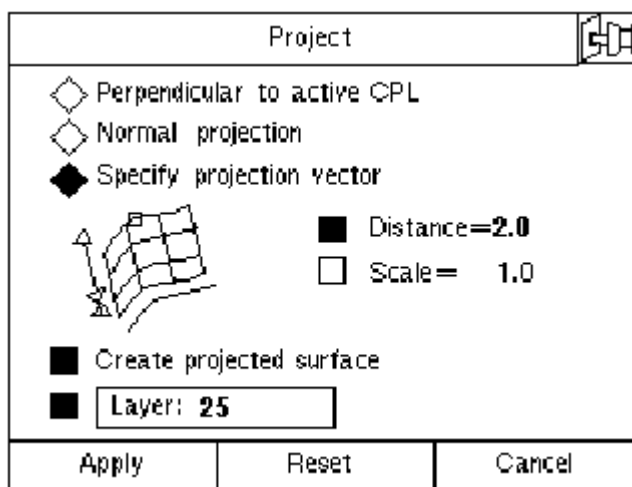 Project
Perpendicular to active CPL
Normal projection
Specify projection vector
Distance=2.0
Scale= 1.0
Create projected surface
Layer: 25
Apply Reset Cancel